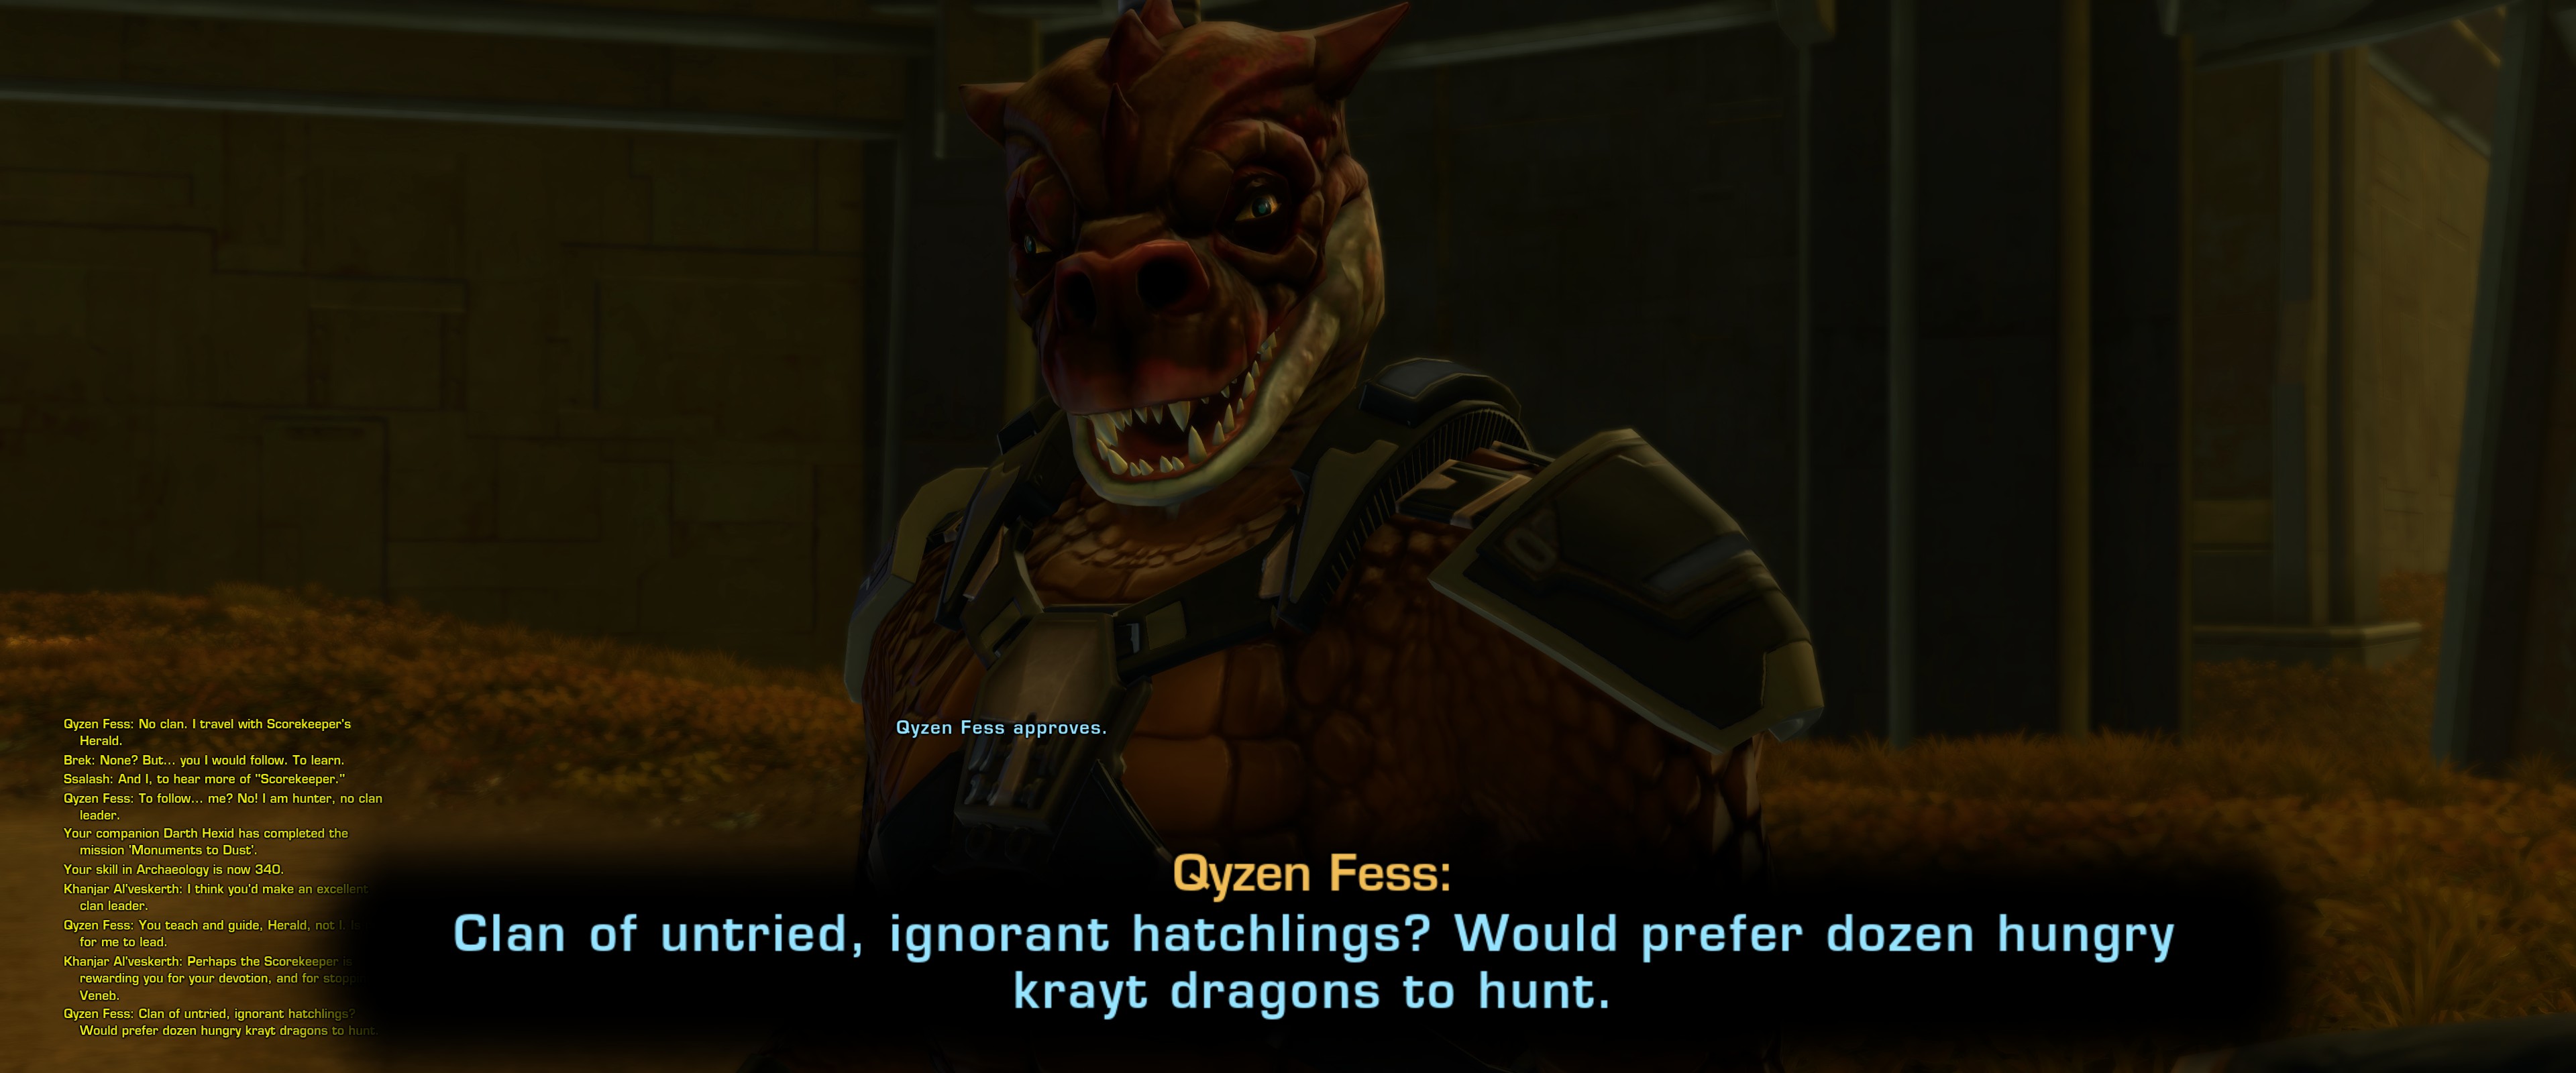 Qyzen Fess: No clan. I travel with Scorekeeper's
Herald.
Brek: None? But... you I would follow. To learn.
Ssalash: And I, to hear more of "Scorekeeper."
Qyzen Fess: To follow... me? No! I am hunter, no clan
leader.
Your companion Darth Hexid has completed the
mission 'Monuments to Dust'.
Your skill in Archaeology is now 340.
Khanjar Al'veskerth: I think you'd make an excellent
clan leader.
Qyzen Fess: You teach and guide, Herald, not I. Is
for me to lead.
Khanjar Al'veskerth: Perhaps the Scorekeeper is
rewarding you for your devotion, and for
Veneb.
Qyzen Fess: Clan of untried, ignorant hatchlings?
Would prefer dozen hungry krayt dragons to hunt.
Qyzen Fess approves.
Qyzen Fess:
Clan of untried, ignorant hatchlings? Would prefer dozen hungry
krayt dragons to hunt.